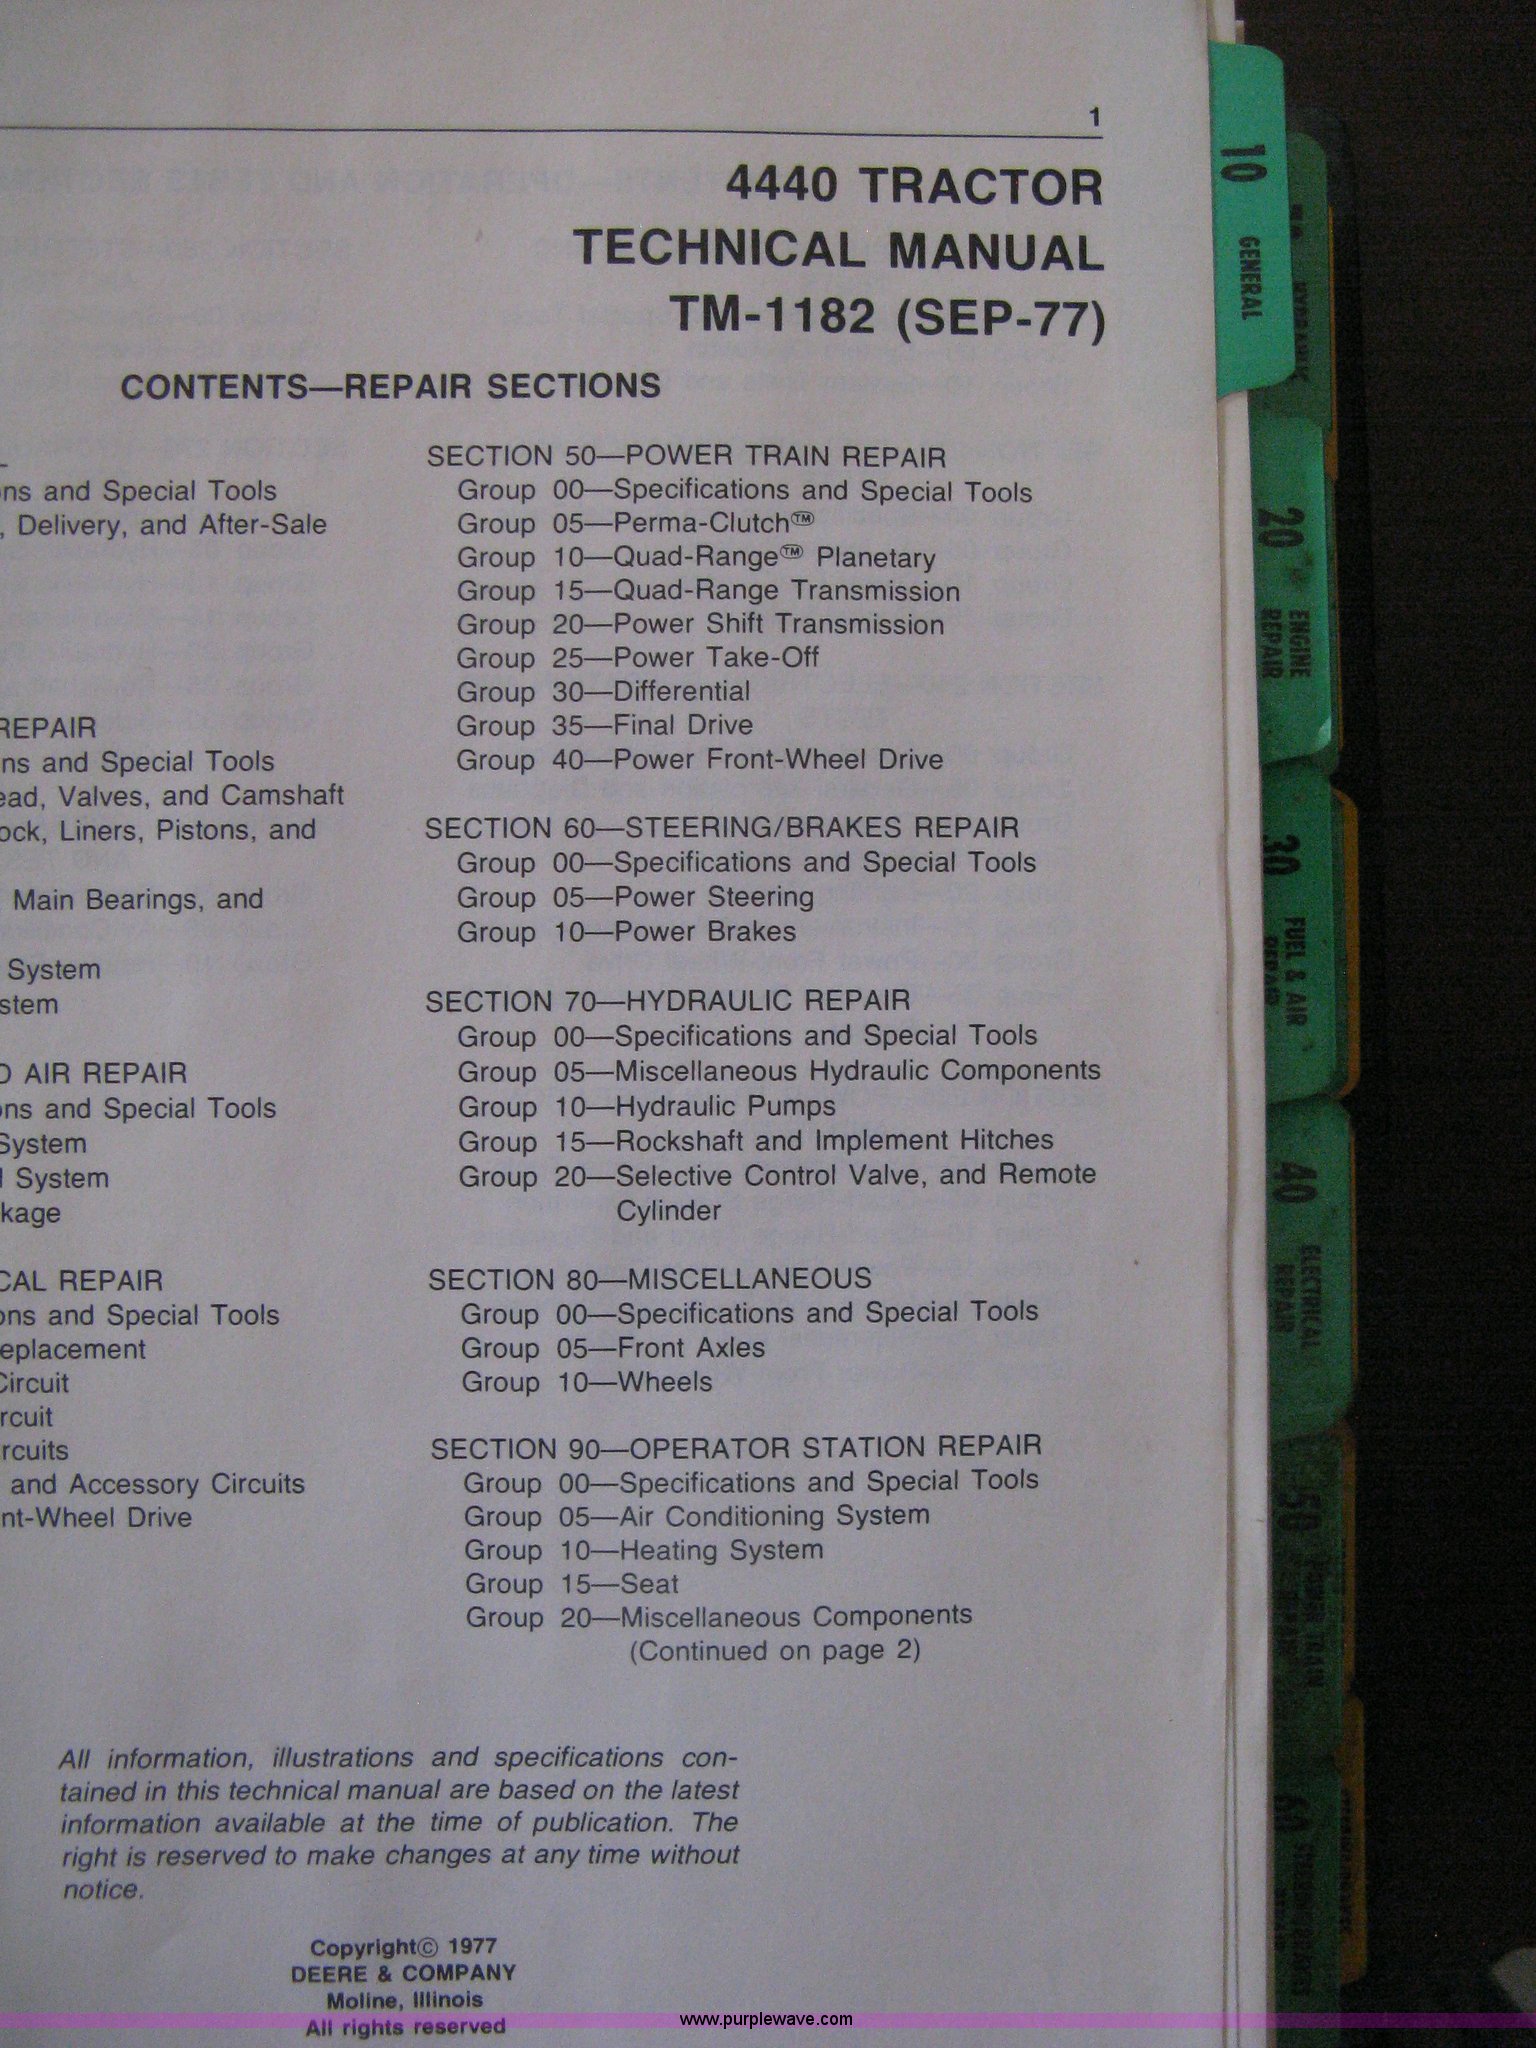 1
4440 TRACTOR
TECHNICAL MANUAL
TM-1182 (SEP-77)
CONTENTS—REPAIR SECTIONS
ns and Special Tools
, Delivery, and After-Sale
REPAIR
ns and Special Tools
ead, Valves, and Camshaft
ock, Liners, Pistons, and
Main Bearings, and
System
stem
D AIR REPAIR
ons and Special Tools
System
l System
kage
CAL REPAIR
ons and Special Tools
eplacement
Circuit
rcuit
rcuits
and Accessory Circuits
nt-Wheel Drive
SECTION 50—POWER TRAIN REPAIR
Group 00—Specifications and Special Tools
Group 05—Perma-Clutch™
Group 10—Quad-Range™ Planetary
Group 15—Quad-Range Transmission
Group 20—Power Shift Transmission
Group 25—Power Take-Off
Group 30—Differential
Group 35—Final Drive
Group 40—Power Front-Wheel Drive
SECTION 60—STEERING/BRAKES REPAIR
Group 00—Specifications and Special Tools
Group 05—Power Steering
Group 10—Power Brakes
SECTION 70—HYDRAULIC REPAIR
Group 00—Specifications and Special Tools
Group 05—Miscellaneous Hydraulic Components
Group 10—Hydraulic Pumps
Group 15—Rockshaft and Implement Hitches
Group 20—Selective Control Valve, and Remote
Cylinder
SECTION 80—MISCELLANEOUS
Group 00—Specifications and Special Tools
Group 05—Front Axles
Group 10—Wheels
SECTION 90—OPERATOR STATION REPAIR
Group 00—Specifications and Special Tools
Group 05—Air Conditioning System
Group 10—Heating System
Group 15—Seat
Group 20—Miscellaneous Components
(Continued on page 2)
All information, illustrations and specifications con-
tained in this technical manual are based on the latest
information available at the time of publication. The
right is reserved to make changes at any time without
notice.
Copyright© 1977
DEERE & COMPANY
Moline, Illinois
All rights reserved
10
GENERAL
20
ENGINE
REPAIR
30
FUEL & AIR
REPAIR
40
ELECTRICAL
REPAIR
50
60
www.purplewave.com